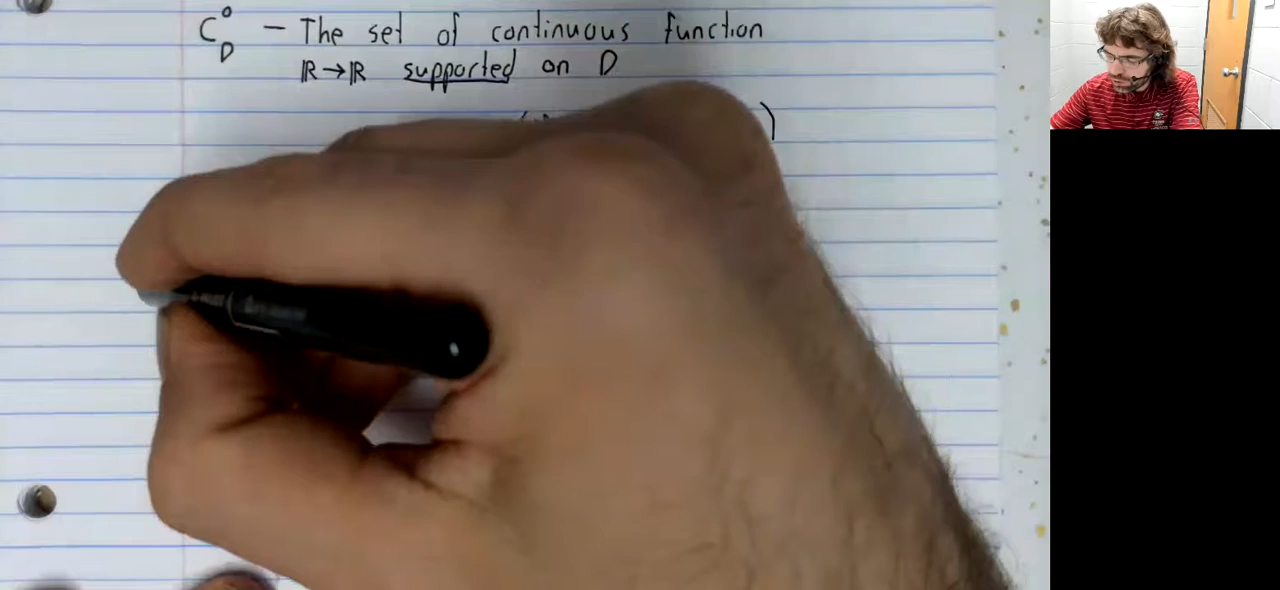 C⁰_D – The set of continuous function
ℝ→ℝ supported on D
)